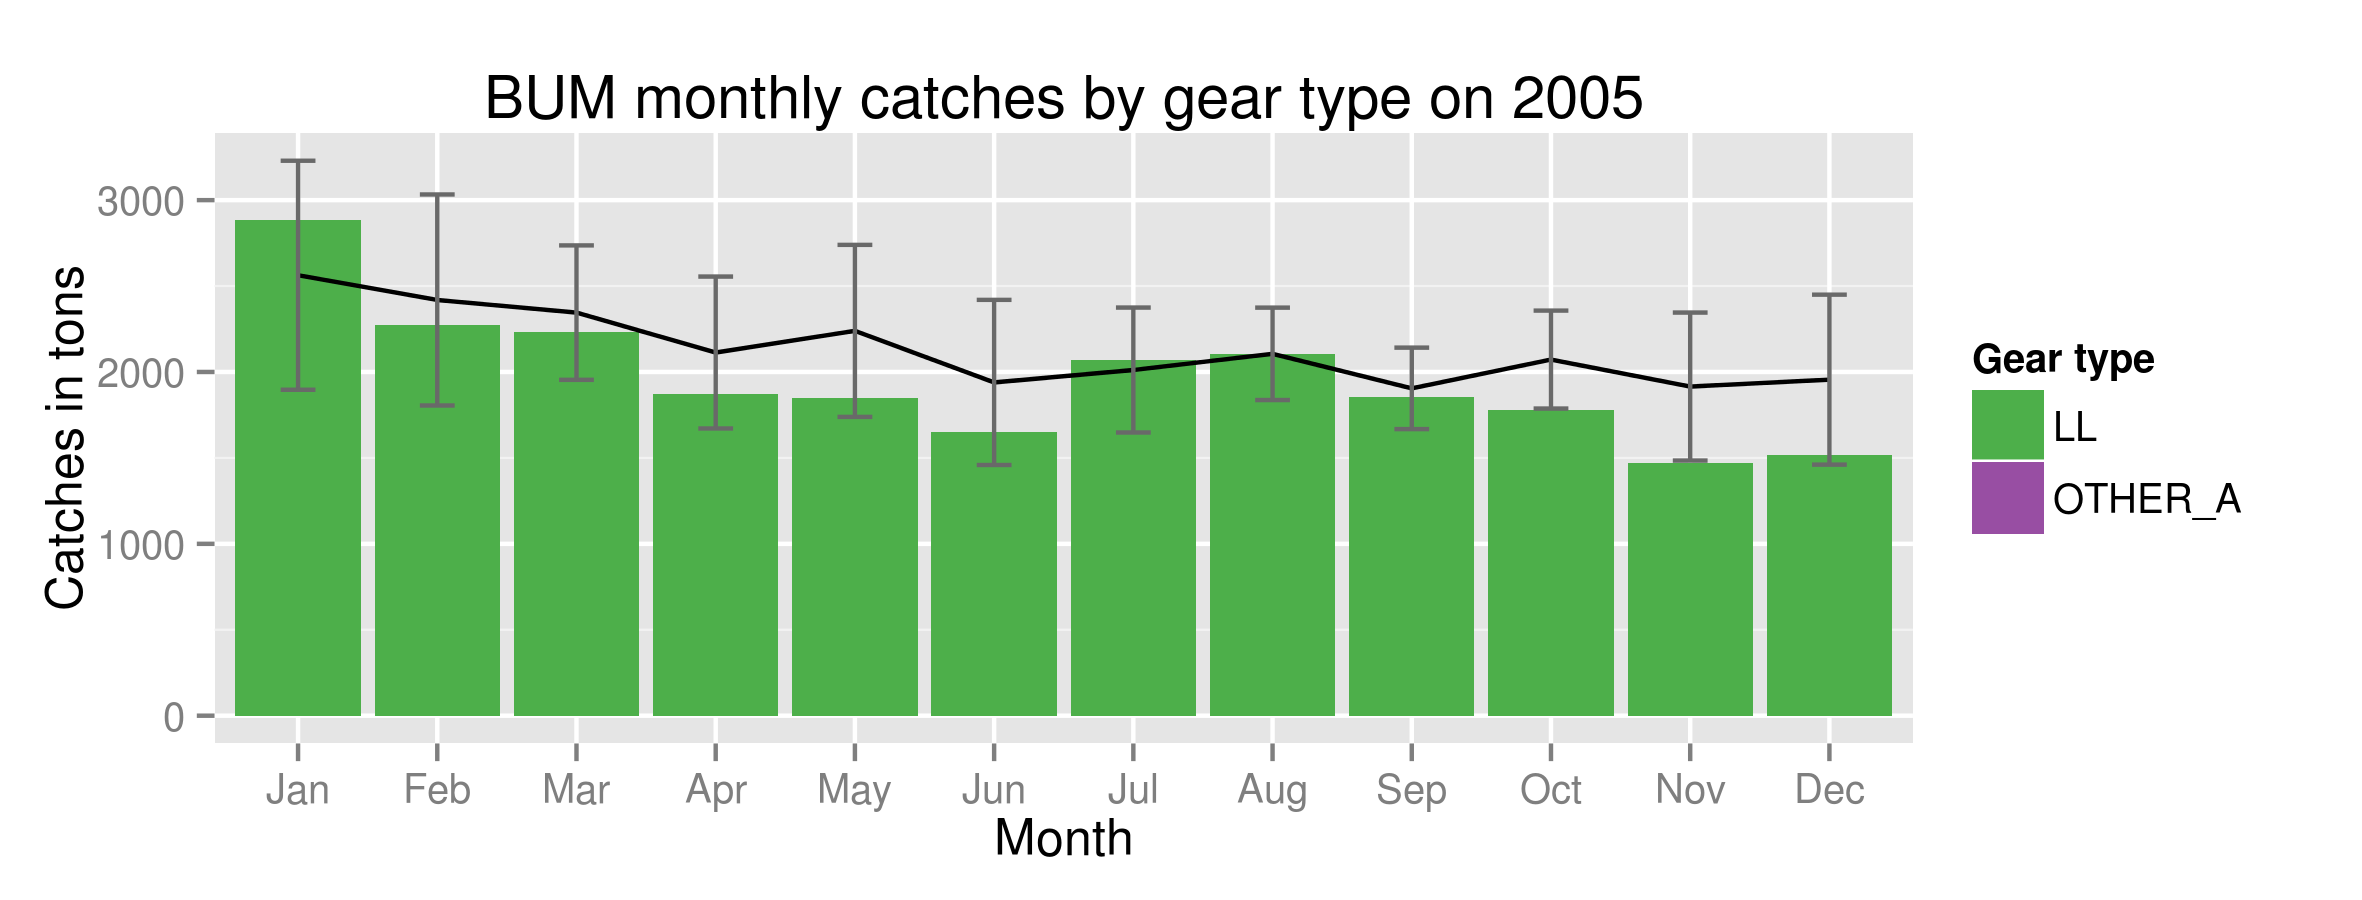 BUM monthly catches by gear type on 2005
Catches in tons
3000
2000
1000
0
Jan Feb Mar Apr May Jun Jul Aug Sep Oct Nov Dec
Month
Gear type
LL
OTHER_A